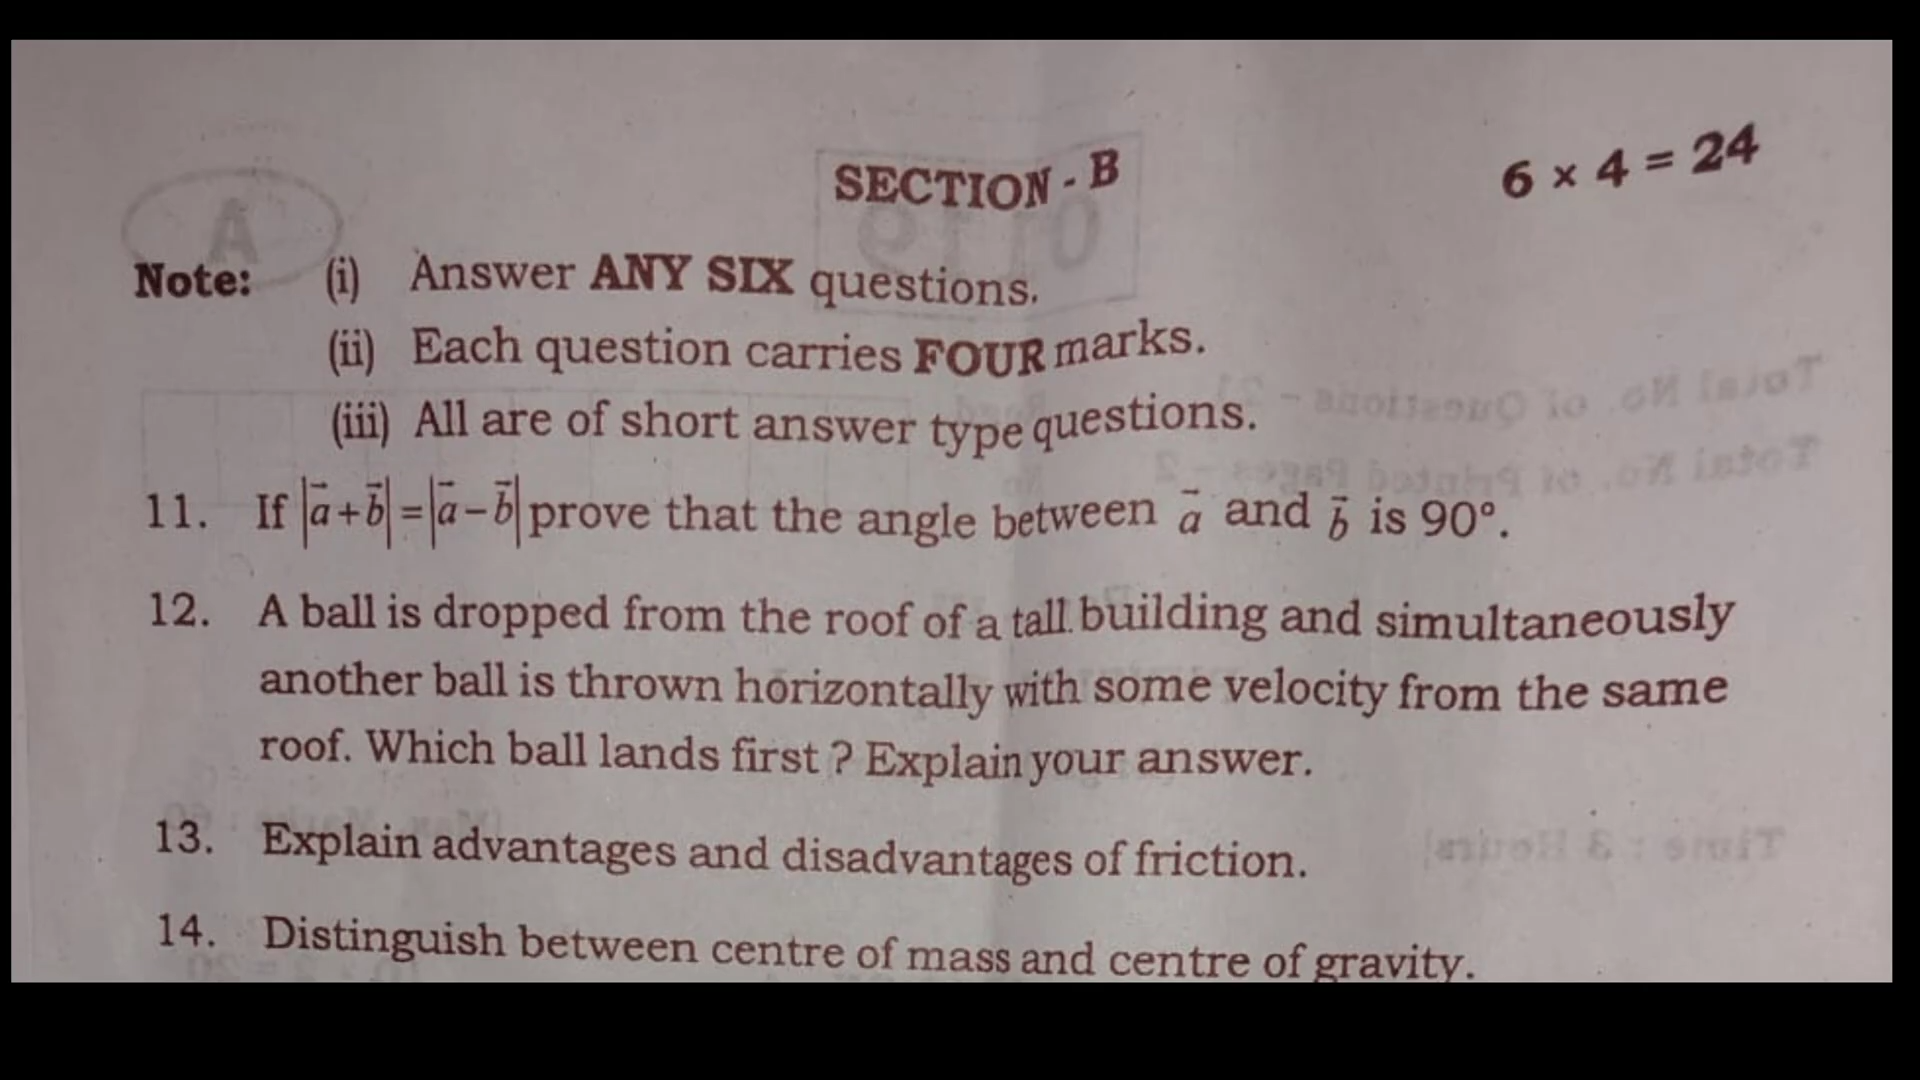 SECTION - B
6 × 4 = 24
Note: (i) Answer ANY SIX questions.
(ii) Each question carries FOUR marks.
(iii) All are of short answer type questions.
11. If |a⃗+b⃗|=|a⃗−b⃗| prove that the angle between a⃗ and b⃗ is 90°.
12. A ball is dropped from the roof of a tall building and simultaneously
another ball is thrown horizontally with some velocity from the same
roof. Which ball lands first ? Explain your answer.
13. Explain advantages and disadvantages of friction.
14. Distinguish between centre of mass and centre of gravity.